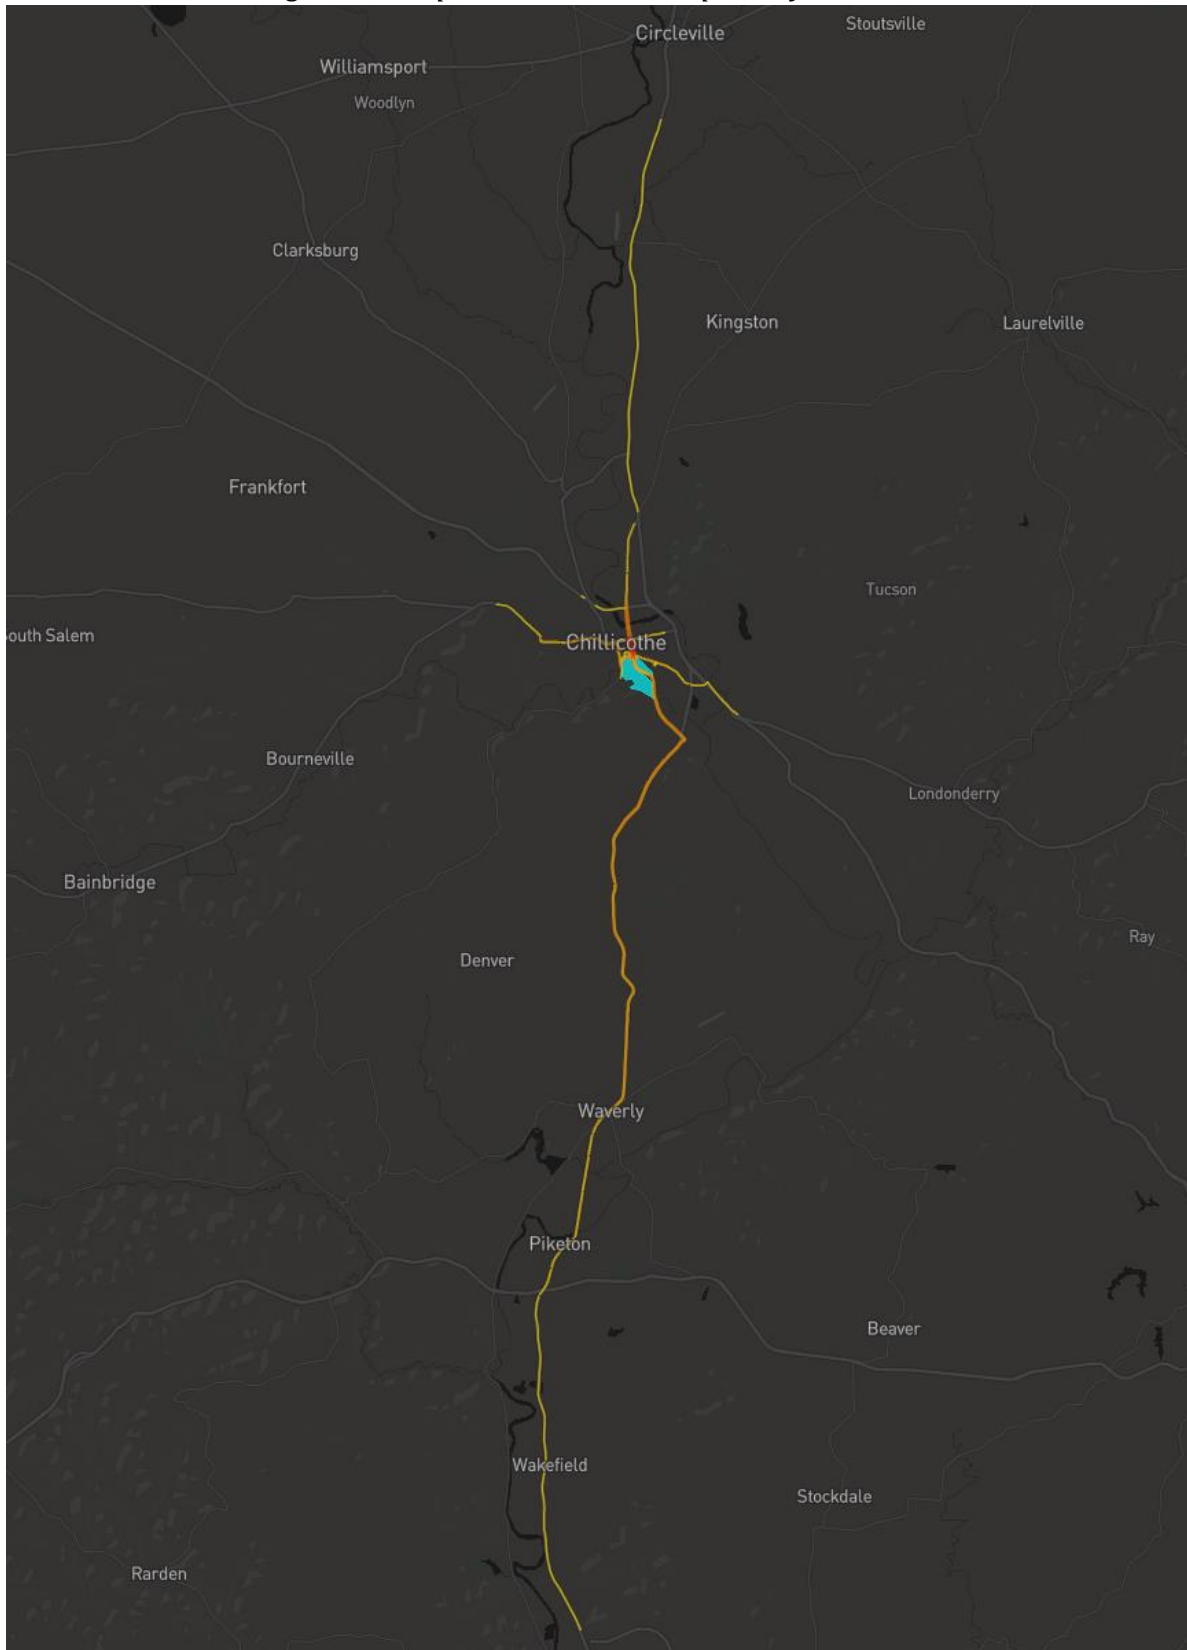 Circleville
Stoutsville
Williamsport
Woodlyn
Clarksburg
Kingston
Laurelville
Frankfort
Tucson
outh Salem
Chillicothe
Bourneville
Londonderry
Bainbridge
Ray
Denver
Waverly
Piketon
Beaver
Wakefield
Stockdale
Rarden